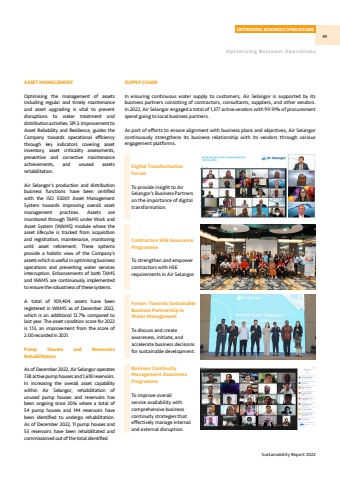 OPTIMISING BUSINESS OPERATIONS
Optimising Business Operations
ASSET MANAGEMENT
Optimising the management of assets
including regular and timely maintenance
and asset upgrading is vital to prevent
disruptions to water treatment and
distribution activities. SPI 2: Improvement to
Asset Reliability and Resilience, guides the
Company towards operational efficiency
through key indicators covering asset
inventory, asset criticality assessments,
preventive and corrective maintenance
achievements, and unused assets
rehabilitation.
Air Selangor's production and distribution
business functions have been certified
with the ISO 55001 Asset Management
System towards improving overall asset
management practices. Assets are
monitored through TAMS under Work and
Asset System (WAMS) module where the
asset lifecycle is tracked from acquisition
and registration, maintenance, monitoring
until asset retirement. These systems
provide a holistic view of the Company's
assets which is useful in optimising business
operations and preventing water services
interruption. Enhancements of both TAMS
and WAMS are continuously implemented
to ensure the robustness of these systems.
A total of 109,404 assets have been
registered in WAMS as of December 2022,
which is an additional 12.7% compared to
last year. The asset condition score for 2022
is 1.13, an improvement from the score of
2.00 recorded in 2021.
Pump Houses and Reservoirs
Rehabilitation
As of December 2022, Air Selangor operates
738 active pump houses and 1,618 reservoirs.
In increasing the overall asset capability
within Air Selangor, rehabilitation of
unused pump houses and reservoirs has
been ongoing since 2016 where a total of
54 pump houses and 144 reservoirs have
been identified to undergo rehabilitation.
As of December 2022, 11 pump houses and
53 reservoirs have been rehabilitated and
commissioned out of the total identified.
SUPPLY CHAIN
In ensuring continuous water supply to customers, Air Selangor is supported by its
business partners consisting of contractors, consultants, suppliers, and other vendors.
In 2022, Air Selangor engaged a total of 1,377 active vendors with 99.91% of procurement
spend going to local business partners.
As part of efforts to ensure alignment with business plans and objectives, Air Selangor
continuously strengthens its business relationship with its vendors through various
engagement platforms.
Digital Transformation
Forum
To provide insight to Air
Selangor's Business Partners
on the importance of digital
transformation.
Contractors HSE Assurance
Programme
To strengthen and empower
contractors with HSE
requirements in Air Selangor.
Forum: Towards Sustainable
Business Partnership in
Water Management
To discuss and create
awareness, initiate, and
accelerate business decisions
for sustainable development.
Business Continuity
Management Awareness
Programme
To improve overall
service availability with
comprehensive business
continuity strategies that
effectively manage internal
and external disruption.
Air Selangor
Sustainability Report 2022